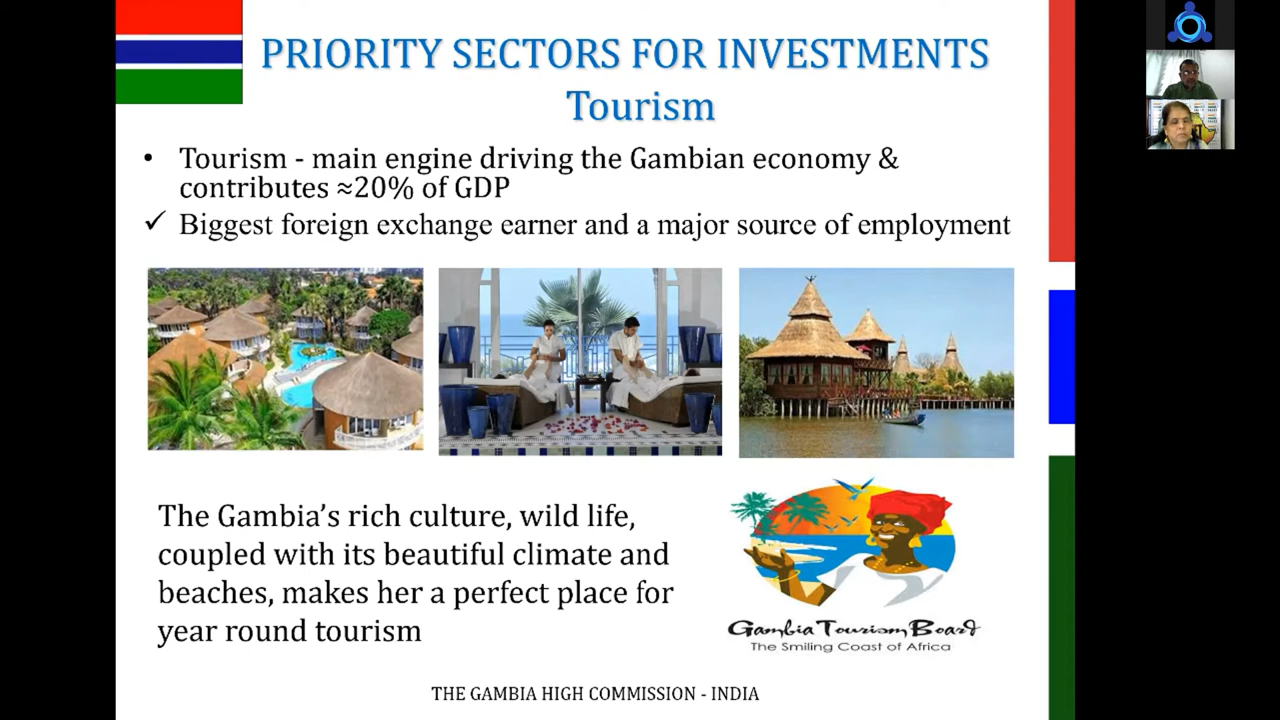 PRIORITY SECTORS FOR INVESTMENTS
Tourism
• Tourism - main engine driving the Gambian economy &
contributes ≈20% of GDP
✓ Biggest foreign exchange earner and a major source of employment
The Gambia's rich culture, wild life,
coupled with its beautiful climate and
beaches, makes her a perfect place for
year round tourism
Gambia Tourism Board
The Smiling Coast of Africa
THE GAMBIA HIGH COMMISSION - INDIA